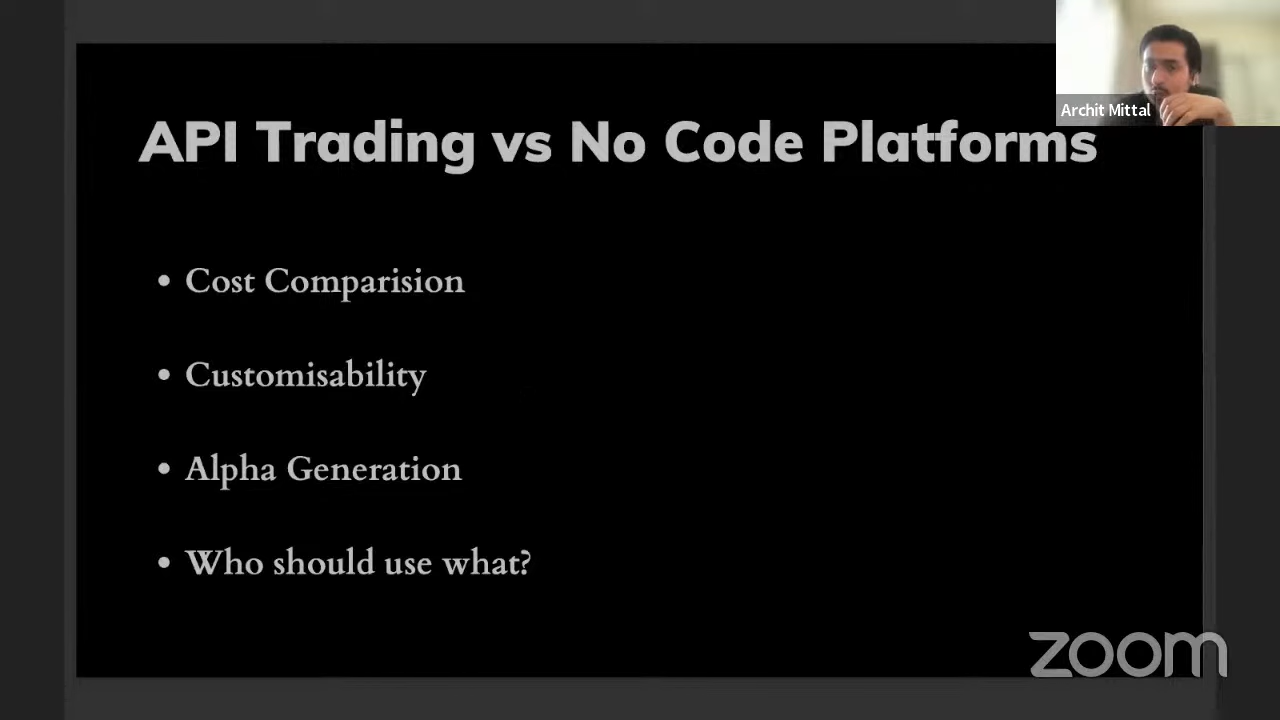 Archit Mittal
API Trading vs No Code Platforms
• Cost Comparision
• Customisability
• Alpha Generation
• Who should use what?
zoom